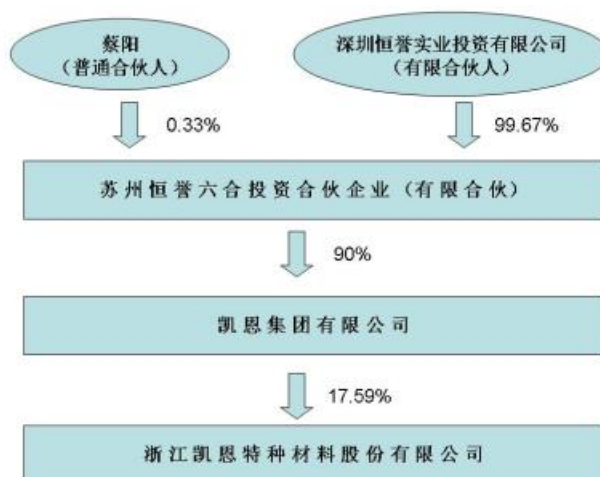 蔡阳
（普通合伙人）
深圳恒誉实业投资有限公司
（有限合伙人）
0.33%
99.67%
苏州恒誉六合投资合伙企业（有限合伙）
90%
凯恩集团有限公司
17.59%
浙江凯恩特种材料股份有限公司